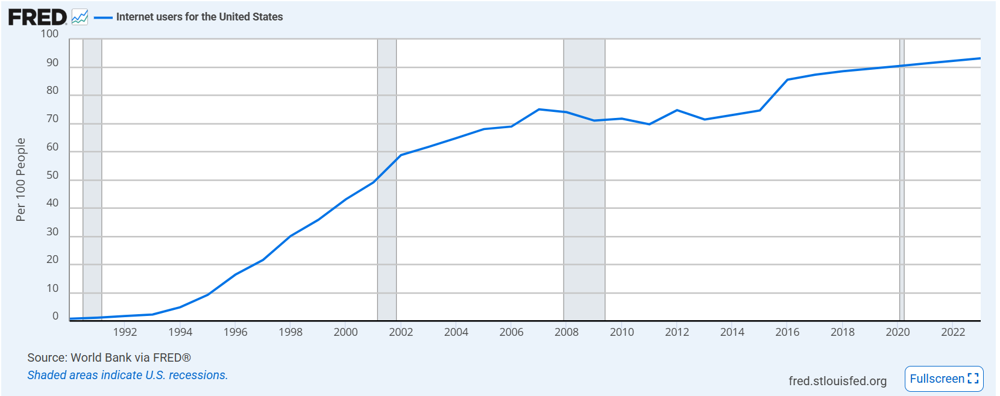 FRED Internet users for the United States
100
90
80
70
60
50
40
30
20
10
0
Per 100 People
1992 1994 1996 1998 2000 2002 2004 2006 2008 2010 2012 2014 2016 2018 2020 2022
Source: World Bank via FRED®
Shaded areas indicate U.S. recessions.
fred.stlouisfed.org
Fullscreen